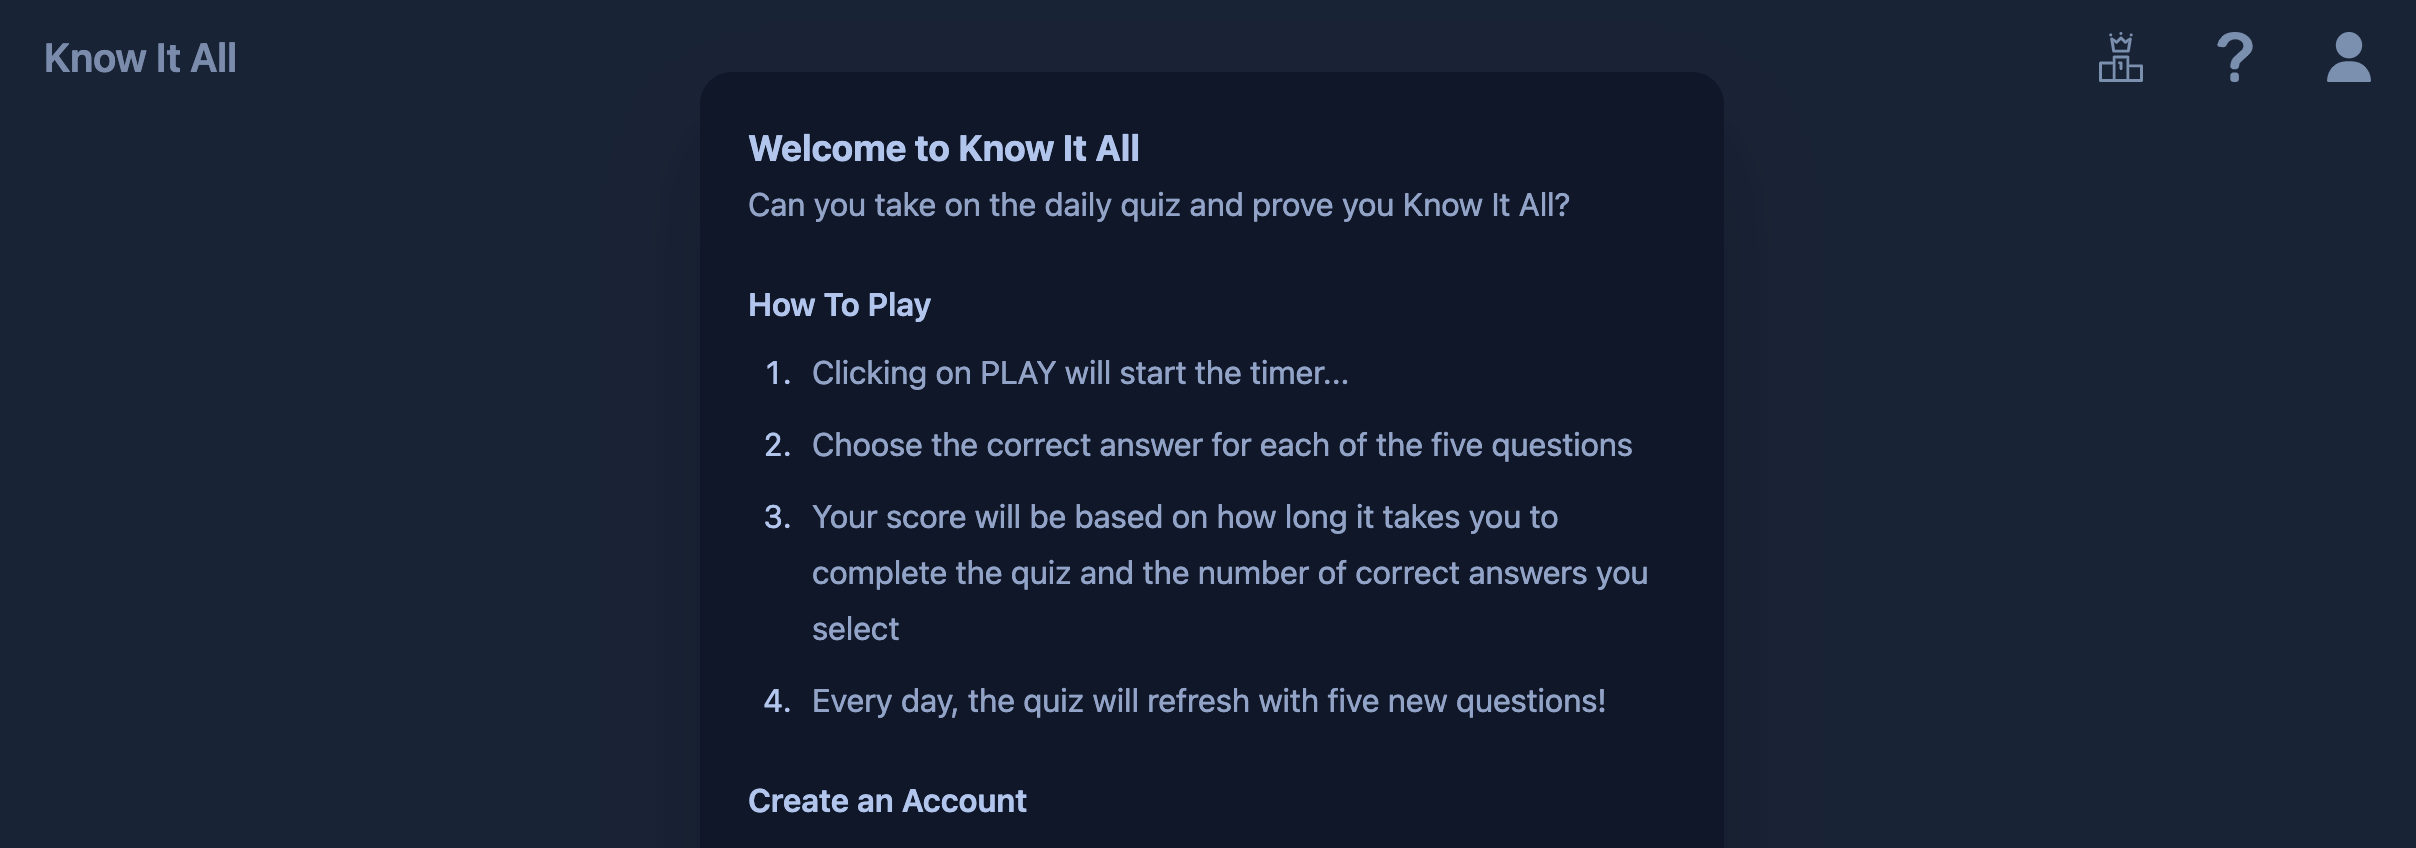 Know It All
Welcome to Know It All
Can you take on the daily quiz and prove you Know It All?
How To Play
1. Clicking on PLAY will start the timer...
2. Choose the correct answer for each of the five questions
3. Your score will be based on how long it takes you to
complete the quiz and the number of correct answers you
select
4. Every day, the quiz will refresh with five new questions!
Create an Account